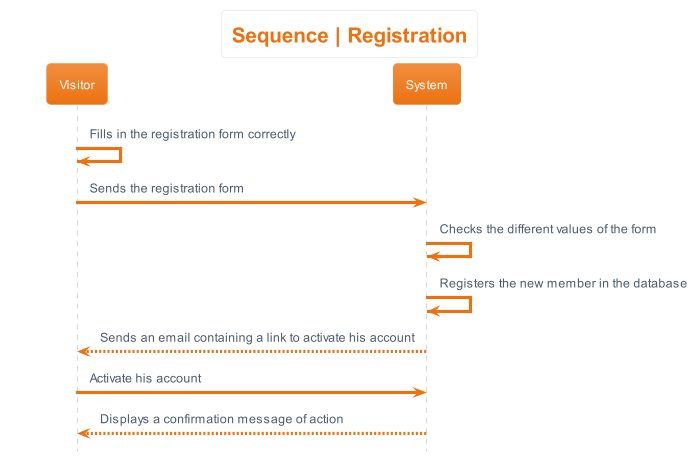 Sequence | Registration
Visitor
System
Fills in the registration form correctly
Sends the registration form
Checks the different values of the form
Registers the new member in the database
Sends an email containing a link to activate his account
Activate his account
Displays a confirmation message of action